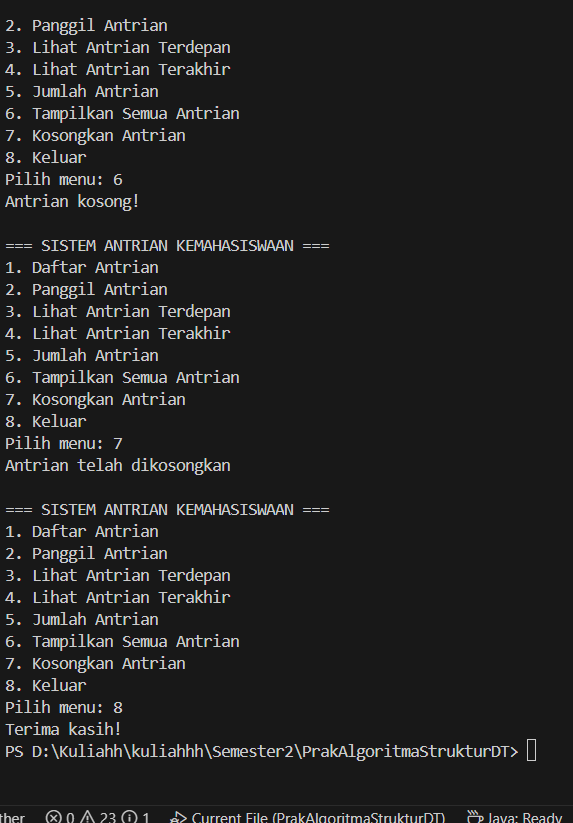 2. Panggil Antrian
3. Lihat Antrian Terdepan
4. Lihat Antrian Terakhir
5. Jumlah Antrian
6. Tampilkan Semua Antrian
7. Kosongkan Antrian
8. Keluar
Pilih menu: 6
Antrian kosong!
=== SISTEM ANTRIAN KEMAHASISWAAN ===
1. Daftar Antrian
2. Panggil Antrian
3. Lihat Antrian Terdepan
4. Lihat Antrian Terakhir
5. Jumlah Antrian
6. Tampilkan Semua Antrian
7. Kosongkan Antrian
8. Keluar
Pilih menu: 7
Antrian telah dikosongkan
=== SISTEM ANTRIAN KEMAHASISWAAN ===
1. Daftar Antrian
2. Panggil Antrian
3. Lihat Antrian Terdepan
4. Lihat Antrian Terakhir
5. Jumlah Antrian
6. Tampilkan Semua Antrian
7. Kosongkan Antrian
8. Keluar
Pilih menu: 8
Terima kasih!
PS D:\Kuliahh\kuliahhh\Semester2\PrakAlgoritmaStrukturDT>
ther 0 23 1 Current File (PrakAlgoritmaStrukturDT) Java: Ready